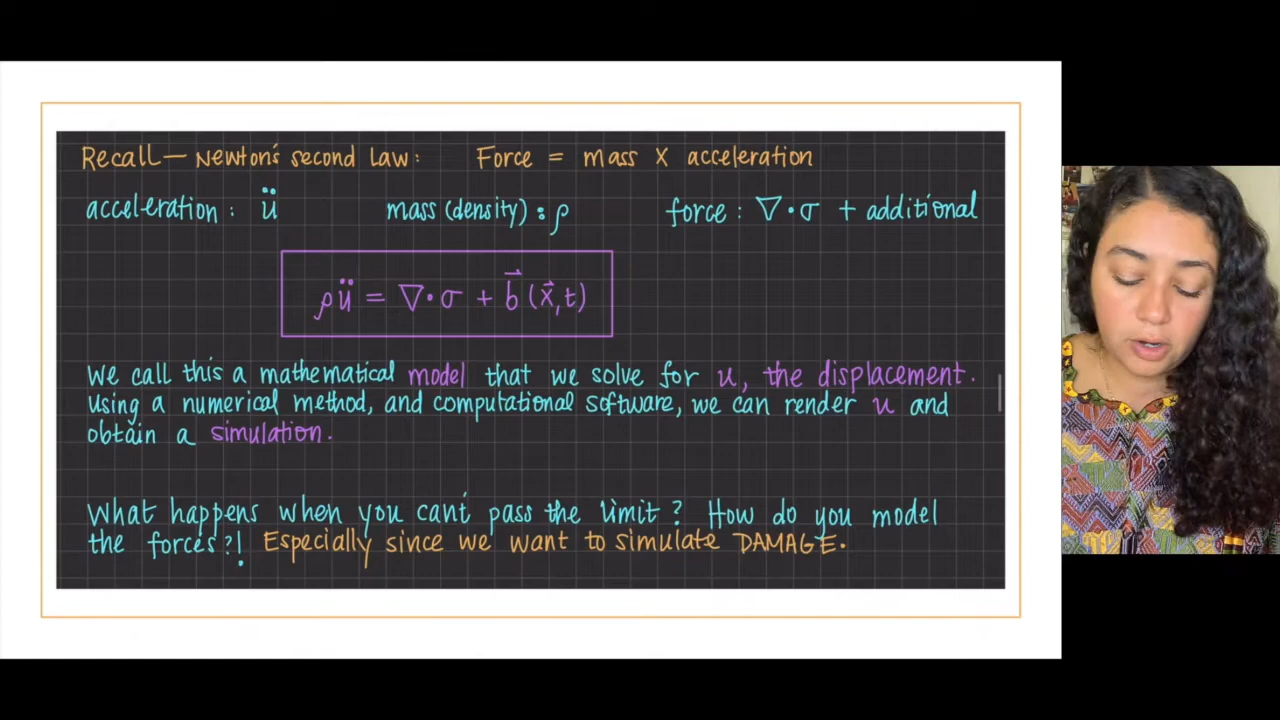 Recall— Newton's second Law: Force = mass X acceleration
acceleration: ü mass (density): ρ force: ∇·σ + additional
ρü = ∇·σ + b⃗ (x⃗,t)
We call this a mathematical model that we solve for u, the displacement.
Using a numerical method, and computational software, we can render u and
obtain a simulation.
What happens when you can't pass the limit? How do you model
the forces?! Especially since we want to simulate DAMAGE.